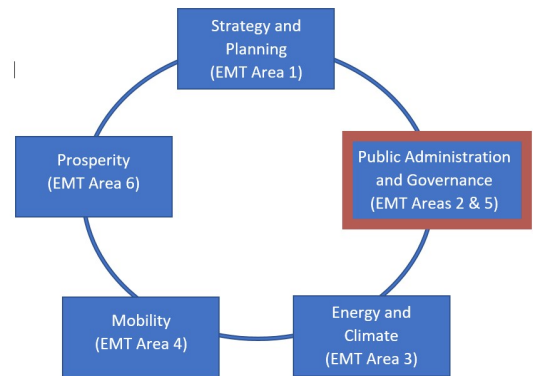 Strategy and
Planning
(EMT Area 1)
Public Administration
and Governance
(EMT Areas 2 & 5)
Energy and
Climate
(EMT Area 3)
Mobility
(EMT Area 4)
Prosperity
(EMT Area 6)